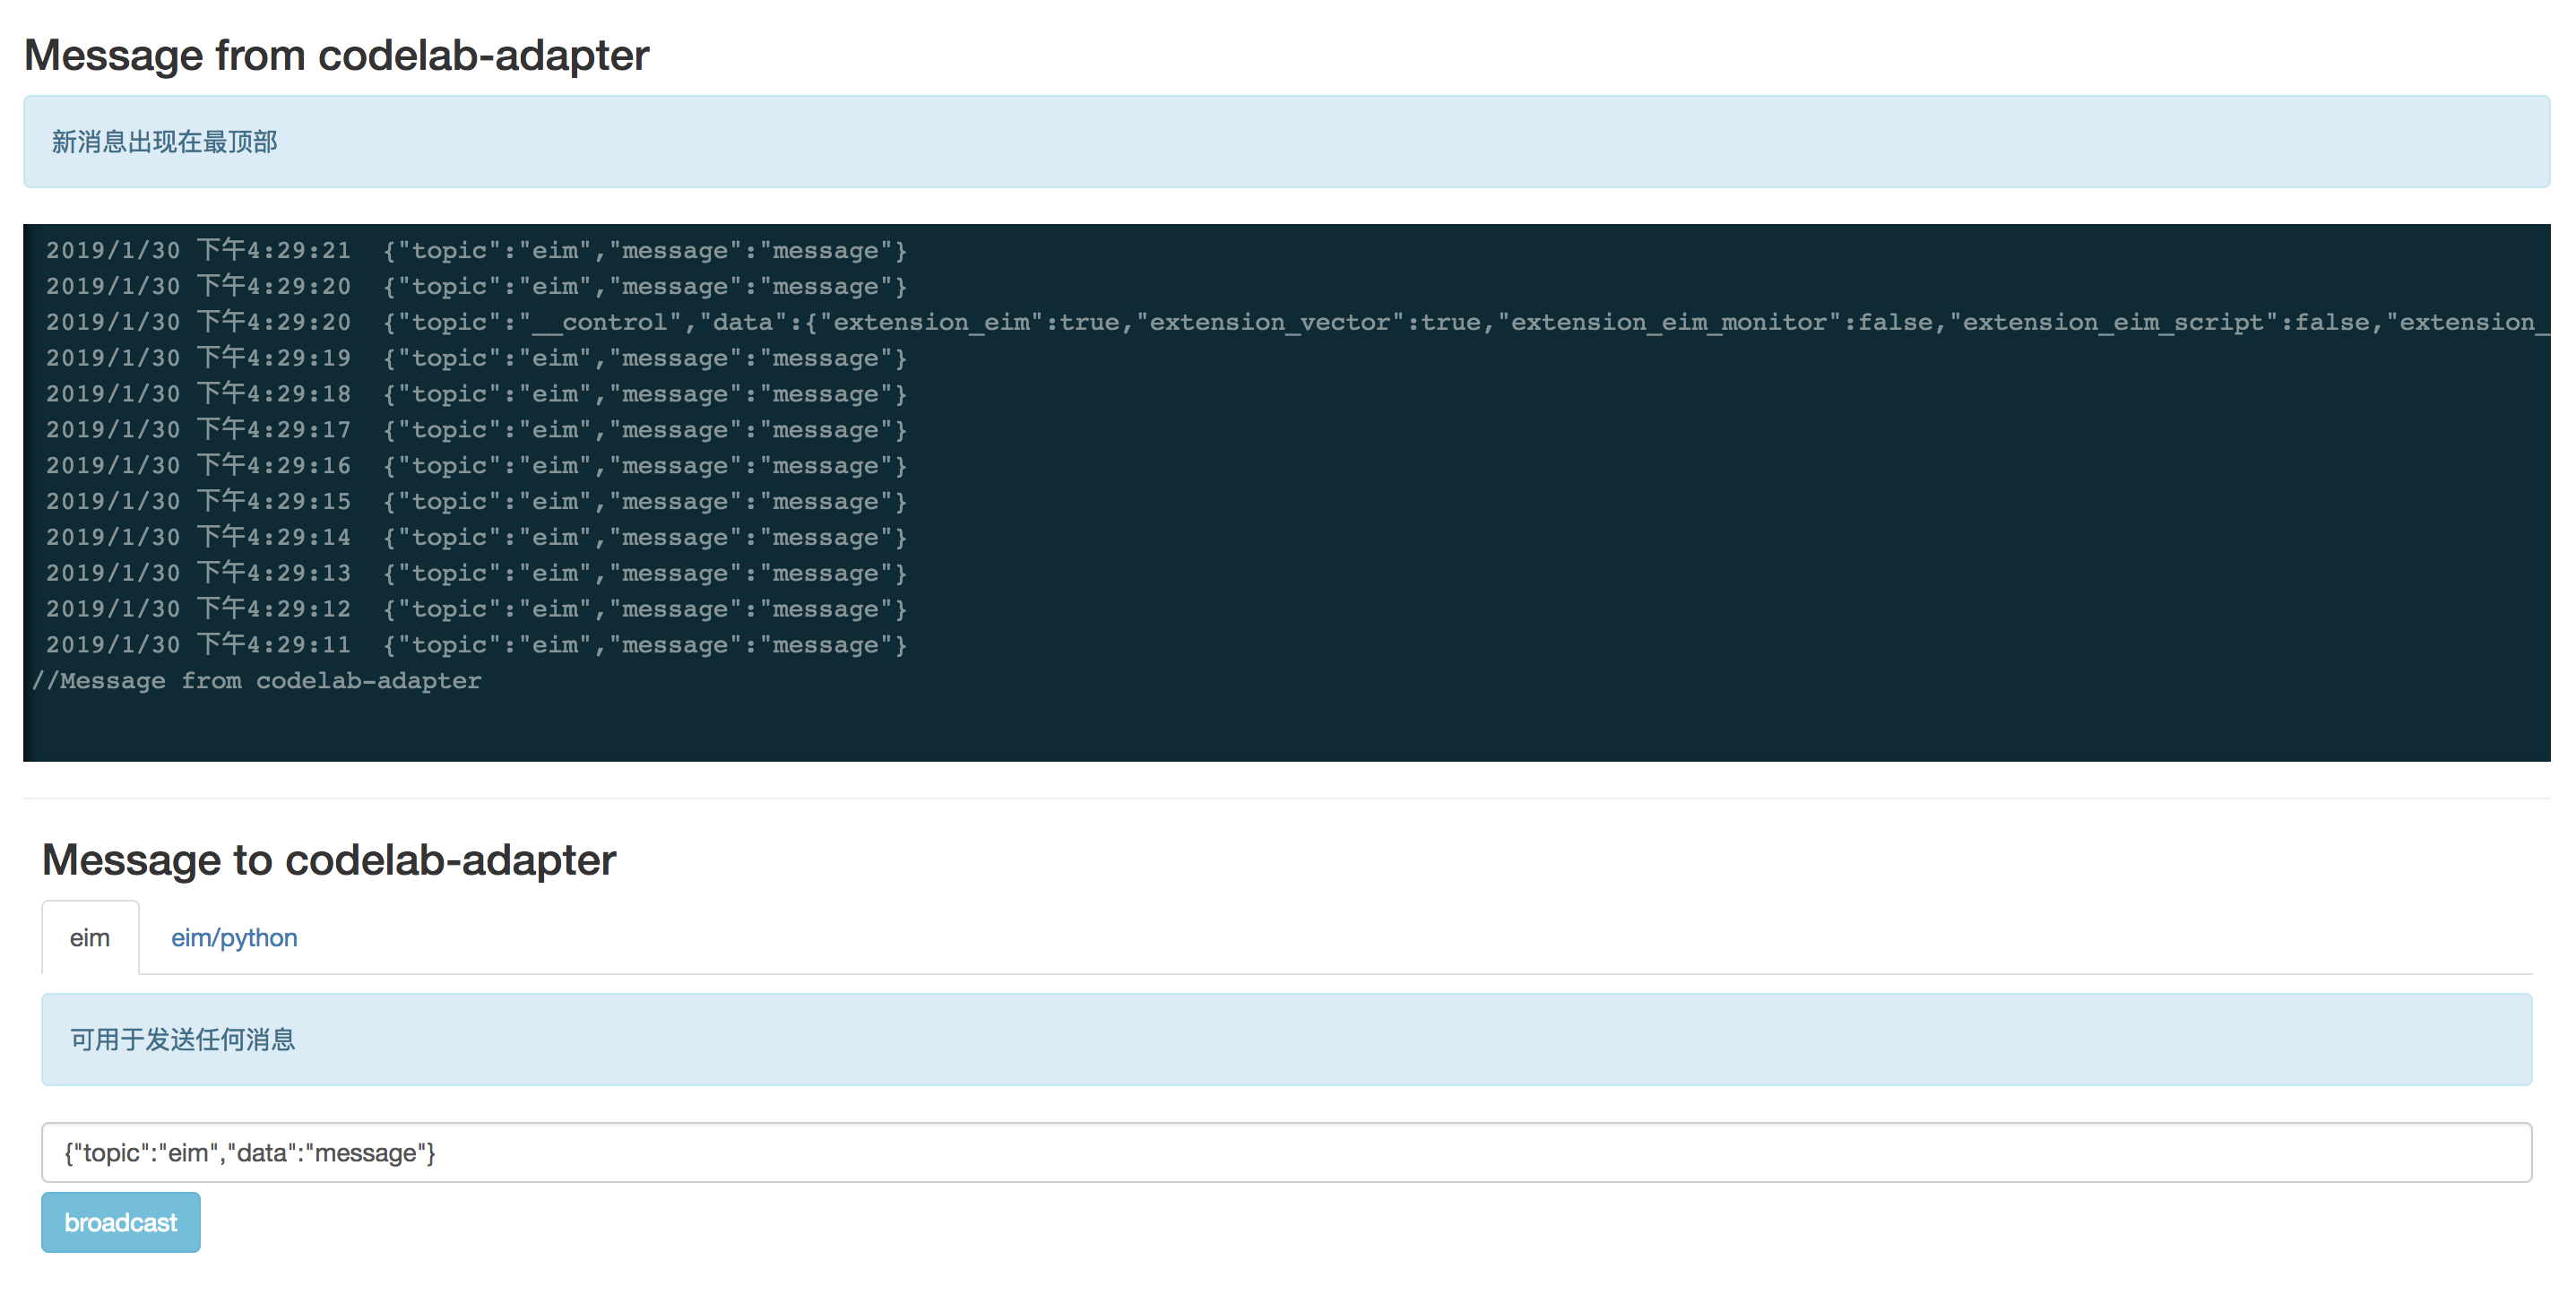 Message from codelab-adapter
新消息出现在最顶部
2019/1/30 下午4:29:21  {"topic":"eim","message":"message"}
2019/1/30 下午4:29:20  {"topic":"eim","message":"message"}
2019/1/30 下午4:29:20  {"topic":"__control","data":{"extension_eim":true,"extension_vector":true,"extension_eim_monitor":false,"extension_eim_script":false,"extension_
2019/1/30 下午4:29:19  {"topic":"eim","message":"message"}
2019/1/30 下午4:29:18  {"topic":"eim","message":"message"}
2019/1/30 下午4:29:17  {"topic":"eim","message":"message"}
2019/1/30 下午4:29:16  {"topic":"eim","message":"message"}
2019/1/30 下午4:29:15  {"topic":"eim","message":"message"}
2019/1/30 下午4:29:14  {"topic":"eim","message":"message"}
2019/1/30 下午4:29:13  {"topic":"eim","message":"message"}
2019/1/30 下午4:29:12  {"topic":"eim","message":"message"}
2019/1/30 下午4:29:11  {"topic":"eim","message":"message"}
//Message from codelab-adapter
Message to codelab-adapter
eim eim/python
可用于发送任何消息
{"topic":"eim","data":"message"}
broadcast